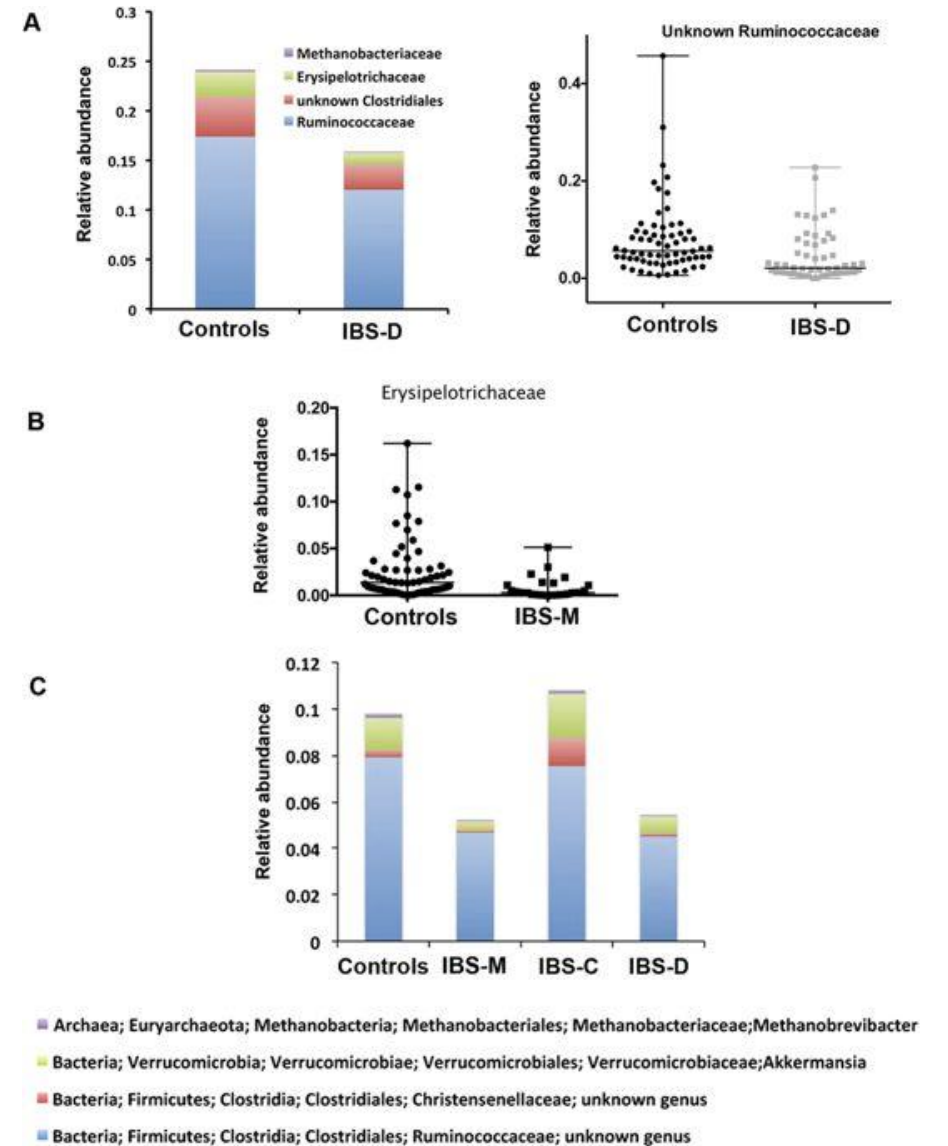 A
Relative abundance
0.3
0.25
0.2
0.15
0.1
0.05
0
Methanobacteriaceae
Erysipelotrichaceae
unknown Clostridiales
Ruminococcaceae
Controls IBS-D
Unknown Ruminococcaceae
Relative abundance
0.4
0.2
0.0
Controls IBS-D
B
Erysipelotrichaceae
Relative abundance
0.20
0.15
0.10
0.05
0.00
Controls IBS-M
C
Relative abundance
0.12
0.1
0.08
0.06
0.04
0.02
0
Controls IBS-M IBS-C IBS-D
Archaea; Euryarchaeota; Methanobacteria; Methanobacteriales; Methanobacteriaceae;Methanobrevibacter
Bacteria; Verrucomicrobia; Verrucomicrobiae; Verrucomicrobiales; Verrucomicrobiaceae;Akkermansia
Bacteria; Firmicutes; Clostridia; Clostridiales; Christensenellaceae; unknown genus
Bacteria; Firmicutes; Clostridia; Clostridiales; Ruminococcaceae; unknown genus